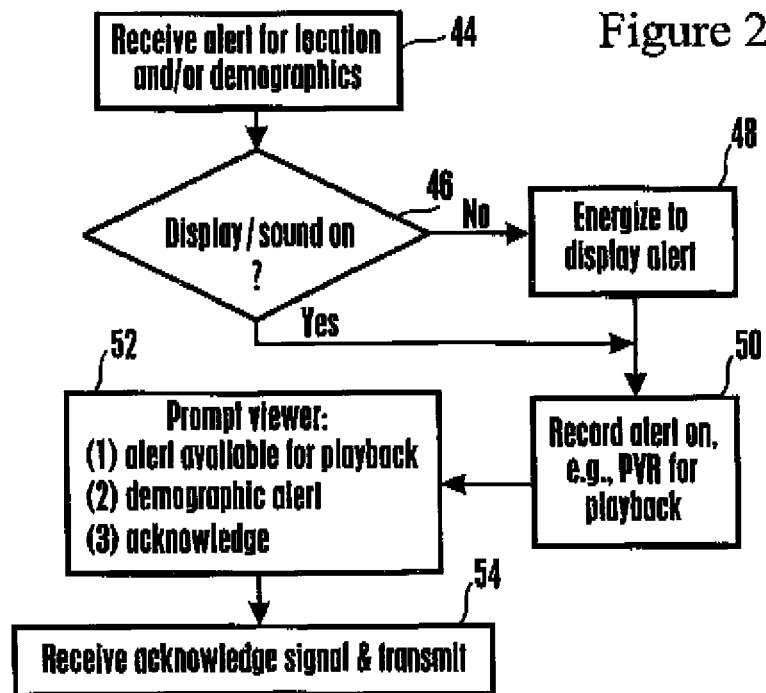 Figure 2
Receive alert for location
and/or demographics
44
Display / sound on
?
46
No
Yes
48
Energize to
display alert
50
Record alert on,
e.g., PVR for
playback
52
Prompt viewer:
(1) alert available for playback
(2) demographic alert
(3) acknowledge
54
Receive acknowledge signal & transmit